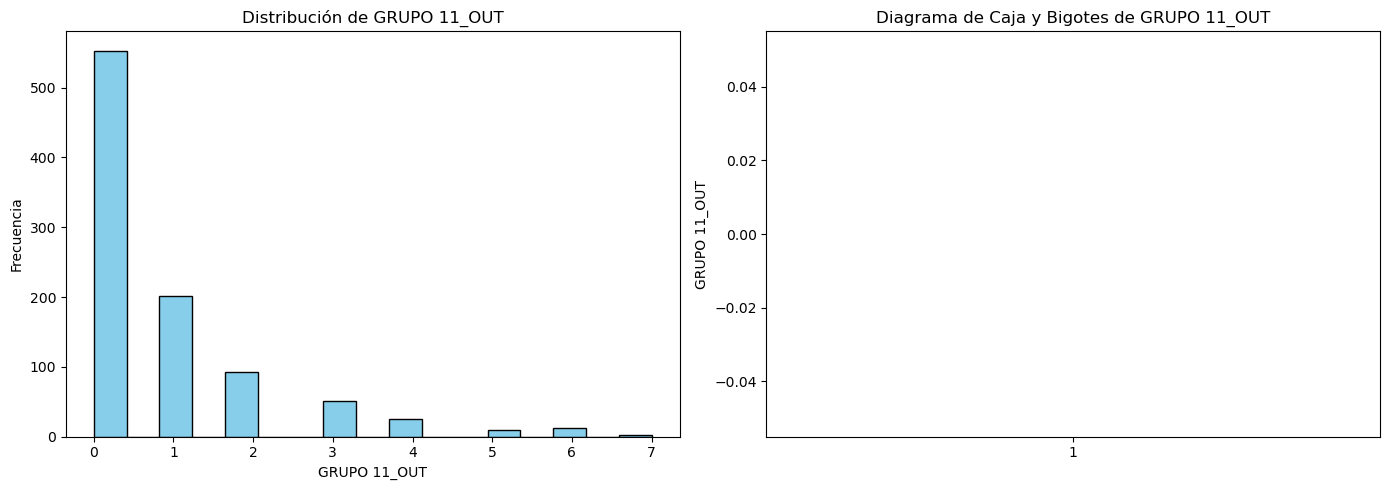 Distribución de GRUPO 11_OUT
Frecuencia
500
400
300
200
100
0
0 1 2 3 4 5 6 7
GRUPO 11_OUT
Diagrama de Caja y Bigotes de GRUPO 11_OUT
GRUPO 11_OUT
0.04
0.02
0.00
−0.02
−0.04
1